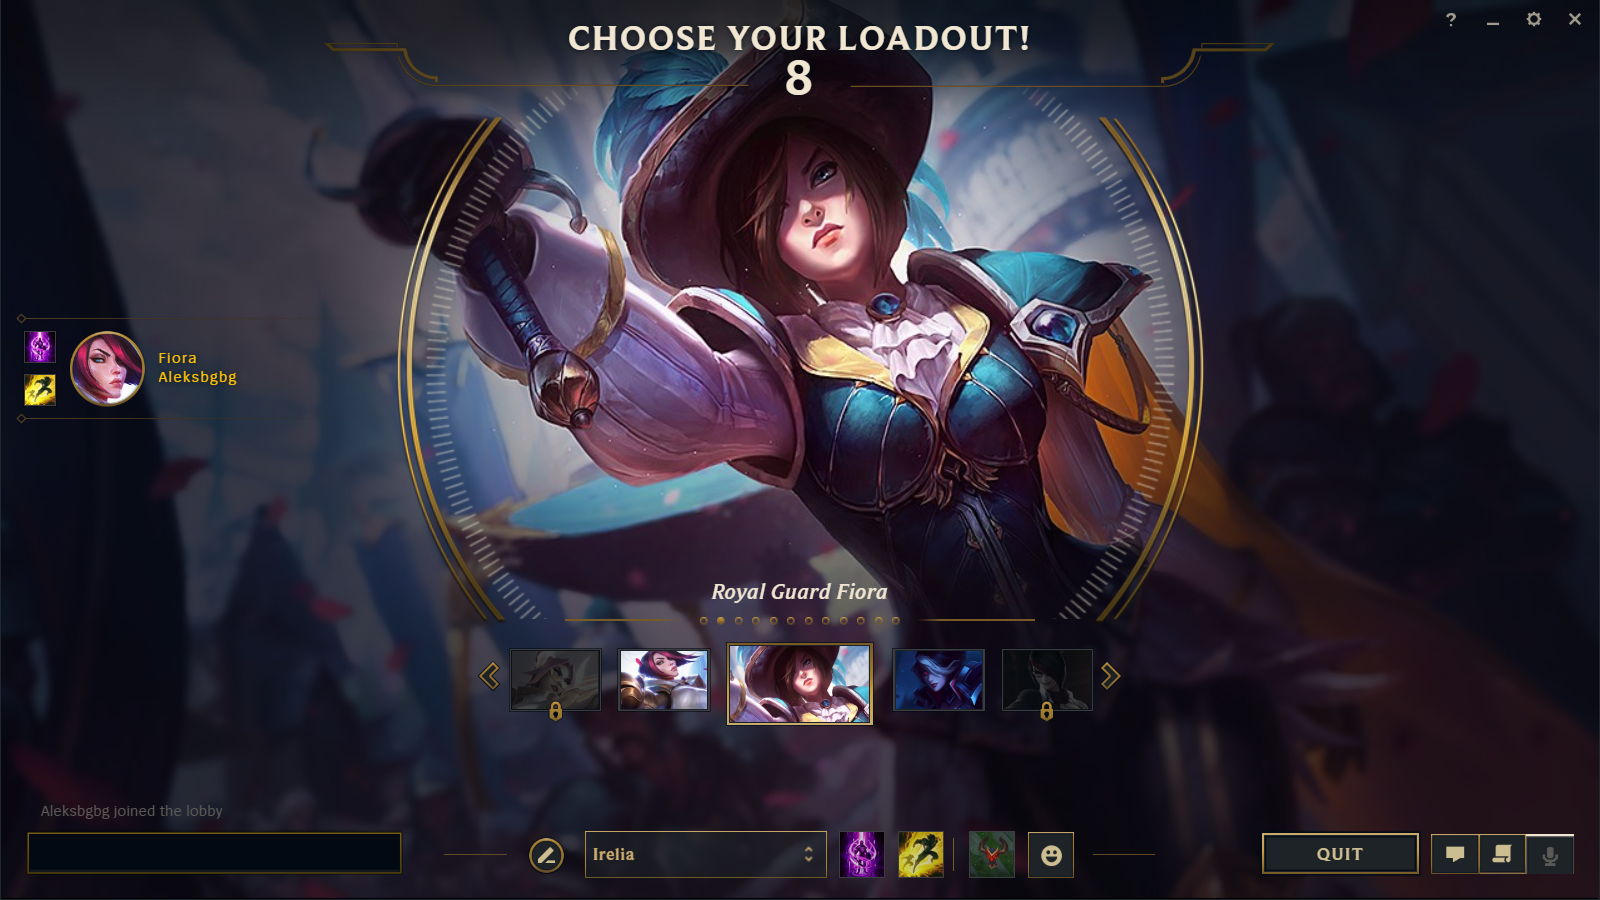 CHOOSE YOUR LOADOUT!
8
?
Fiora
Aleksbgbg
Royal Guard Fiora
Aleksbgbg joined the lobby
Irelia
QUIT